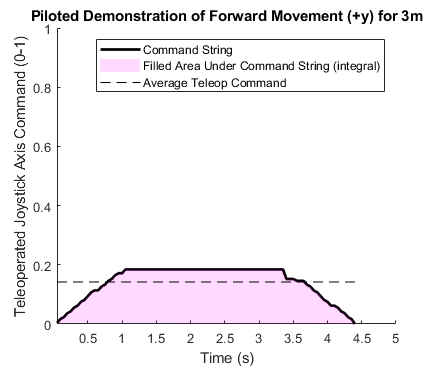 Piloted Demonstration of Forward Movement (+y) for 3m
Command String
Filled Area Under Command String (integral)
Average Teleop Command
Teleoperated Joystick Axis Command (0-1)
1
0.8
0.6
0.4
0.2
0
0.5 1 1.5 2 2.5 3 3.5 4 4.5 5
Time (s)